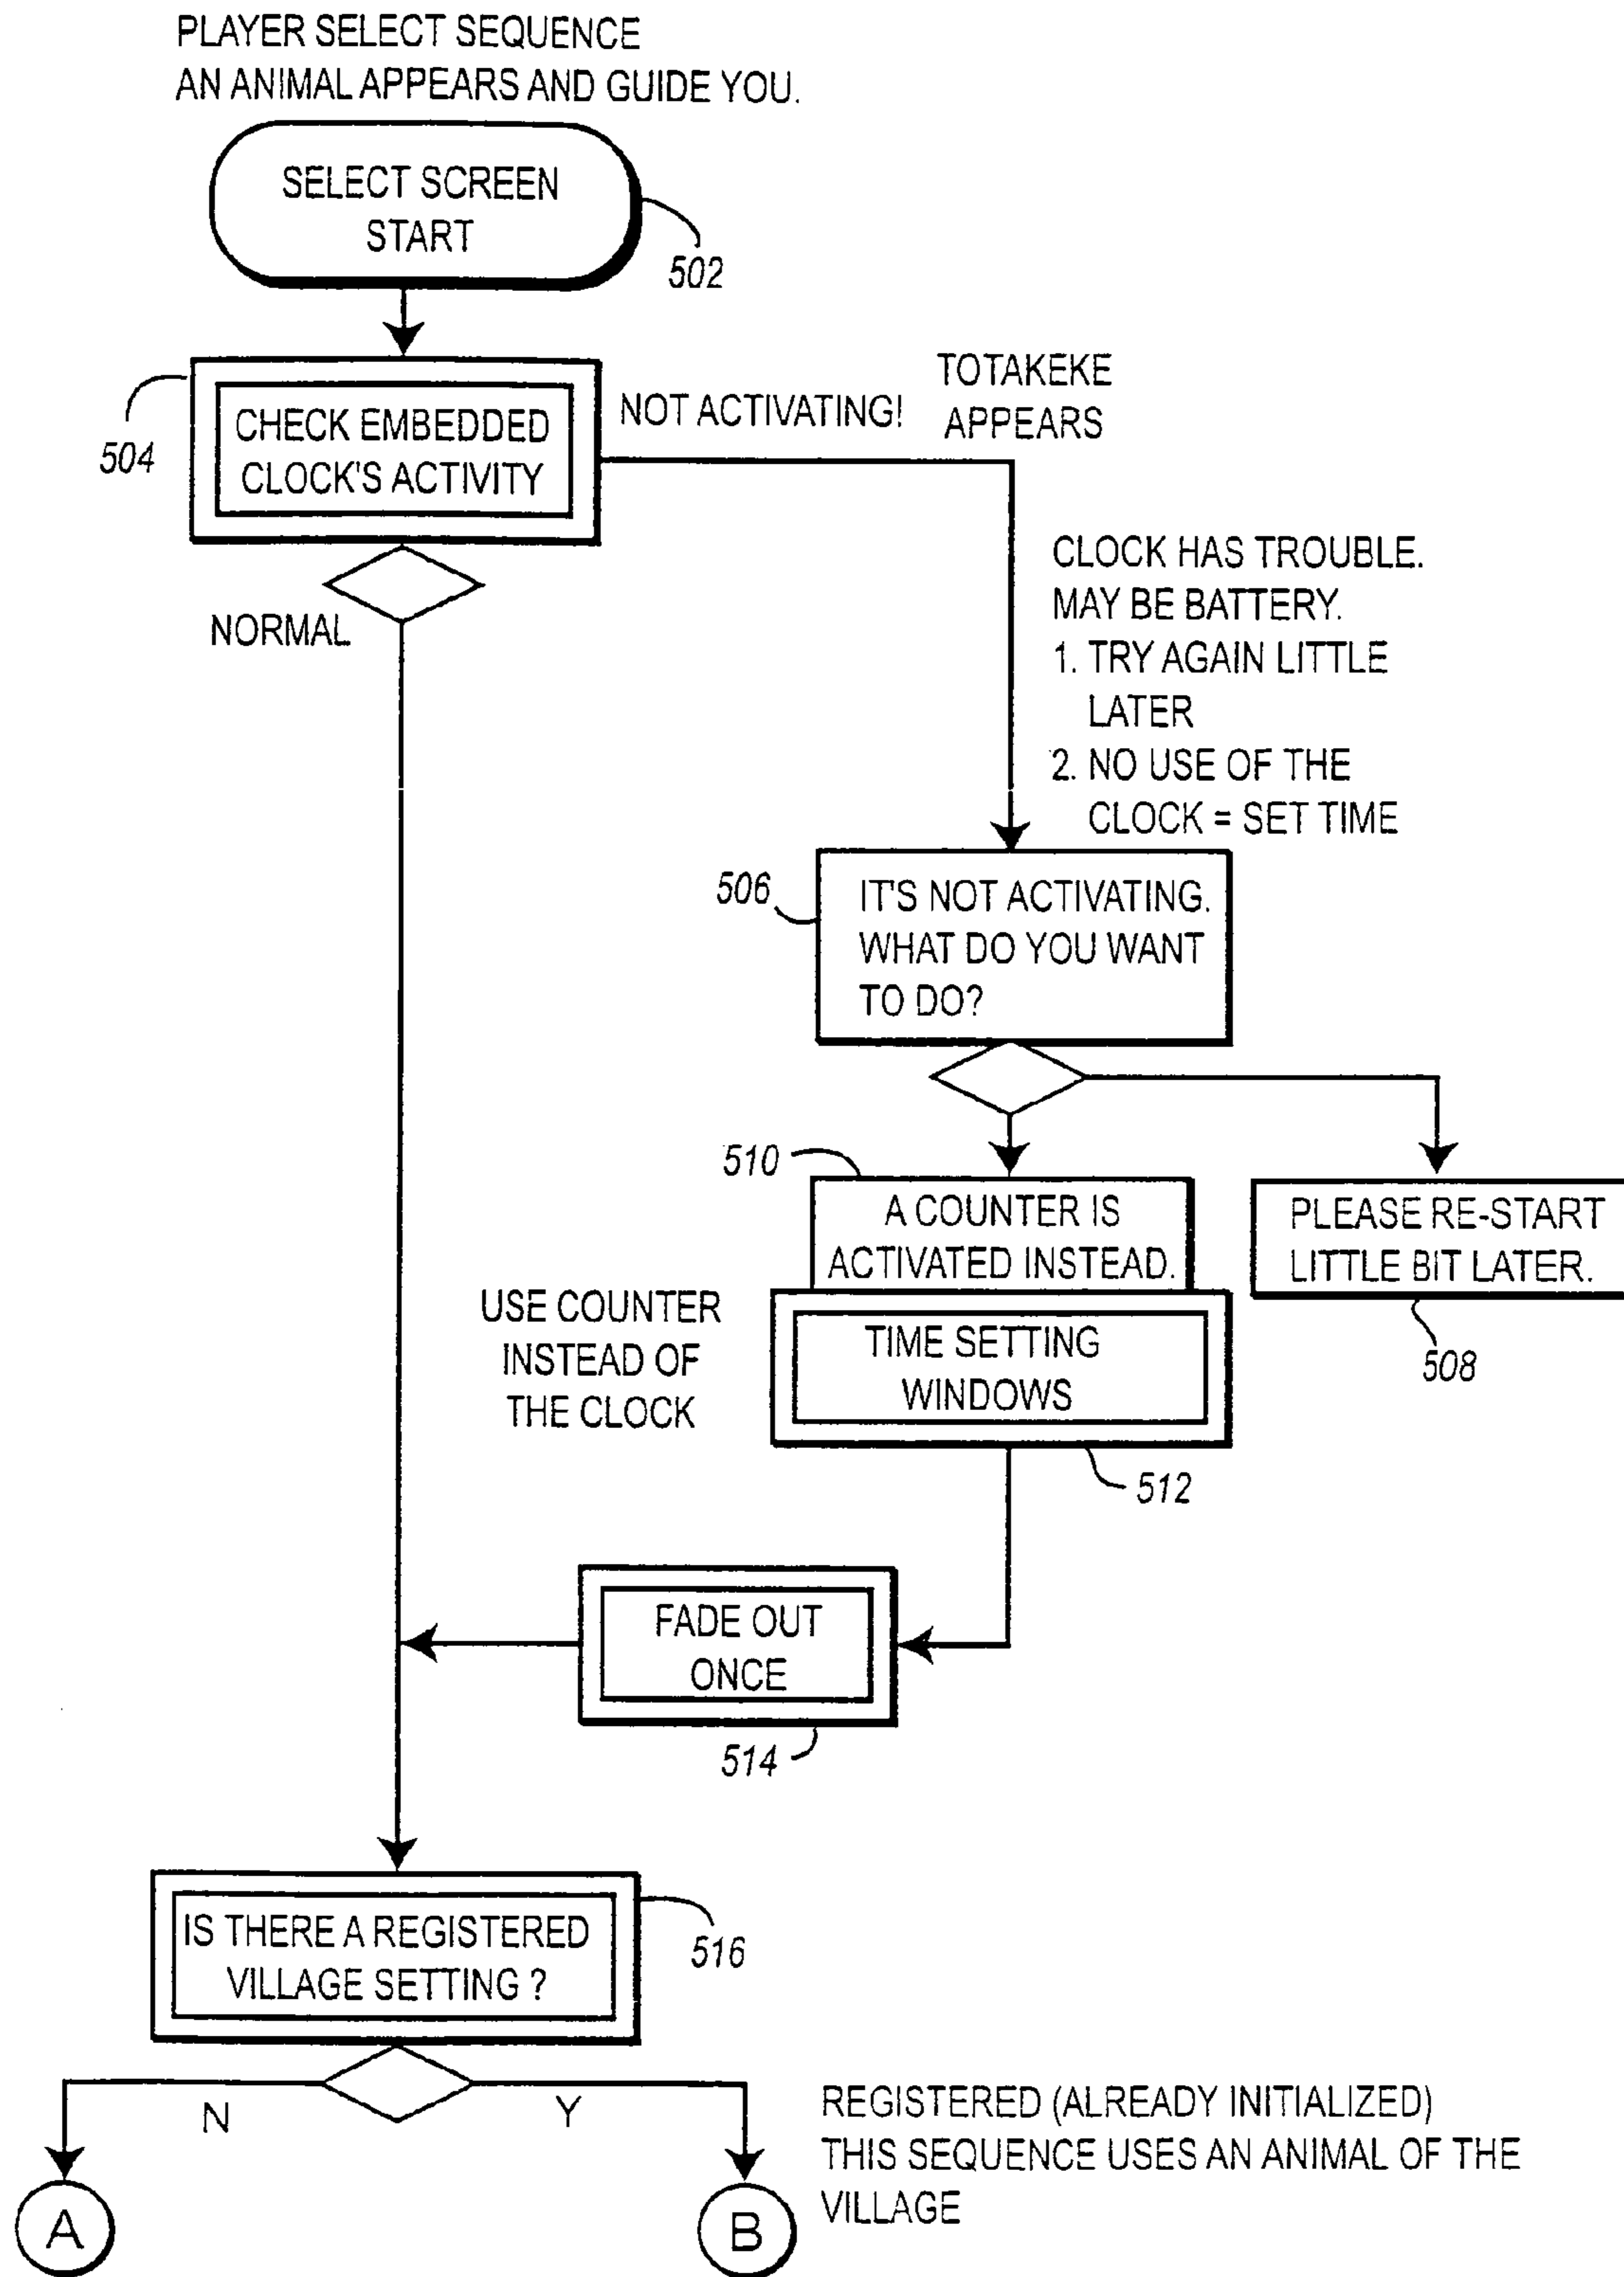 PLAYER SELECT SEQUENCE
AN ANIMAL APPEARS AND GUIDE YOU.
SELECT SCREEN
START
502
504
CHECK EMBEDDED
CLOCK'S ACTIVITY
NOT ACTIVATING!
TOTAKEKE
APPEARS
NORMAL
CLOCK HAS TROUBLE.
MAY BE BATTERY.
1. TRY AGAIN LITTLE
LATER
2. NO USE OF THE
CLOCK = SET TIME
506
IT'S NOT ACTIVATING.
WHAT DO YOU WANT
TO DO?
510
A COUNTER IS
ACTIVATED INSTEAD.
PLEASE RE-START
LITTLE BIT LATER.
508
USE COUNTER
INSTEAD OF
THE CLOCK
TIME SETTING
WINDOWS
512
FADE OUT
ONCE
514
IS THERE A REGISTERED
VILLAGE SETTING ?
516
N
Y
REGISTERED (ALREADY INITIALIZED)
THIS SEQUENCE USES AN ANIMAL OF THE
VILLAGE
A
B